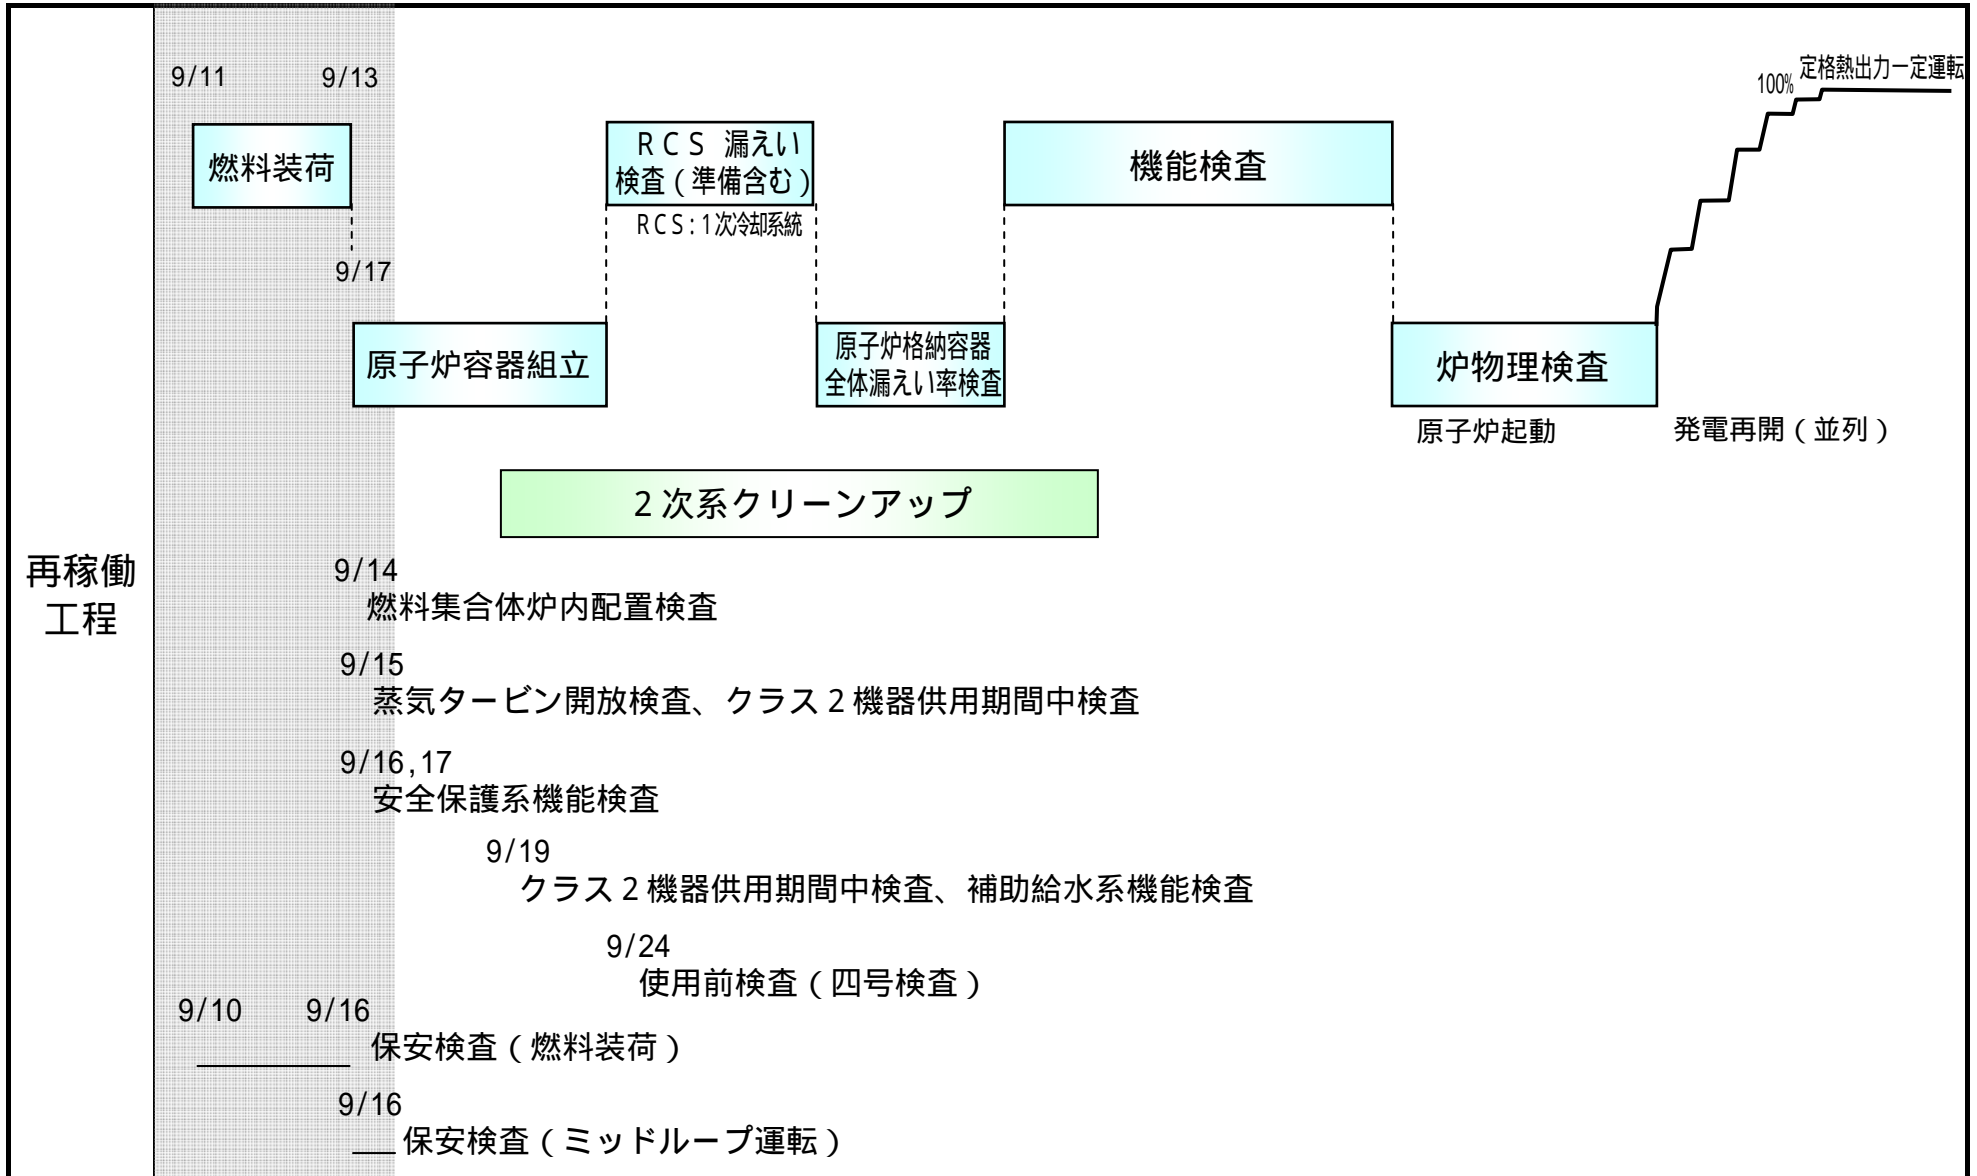 再稼働
工程
9/11
9/13
燃料装荷
9/17
原子炉容器組立
RCS 漏えい
検査(準備含む)
RCS:1次冷却系統
原子炉格納容器
全体漏えい率検査
機能検査
炉物理検査
原子炉起動
発電再開(並列)
100%
定格熱出力一定運転
2次系クリーンアップ
9/14
燃料集合体炉内配置検査
9/15
蒸気タービン開放検査、クラス2機器供用期間中検査
9/16,17
安全保護系機能検査
9/19
クラス2機器供用期間中検査、補助給水系機能検査
9/24
使用前検査(四号検査)
9/10
9/16
保安検査(燃料装荷)
9/16
保安検査(ミッドループ運転)